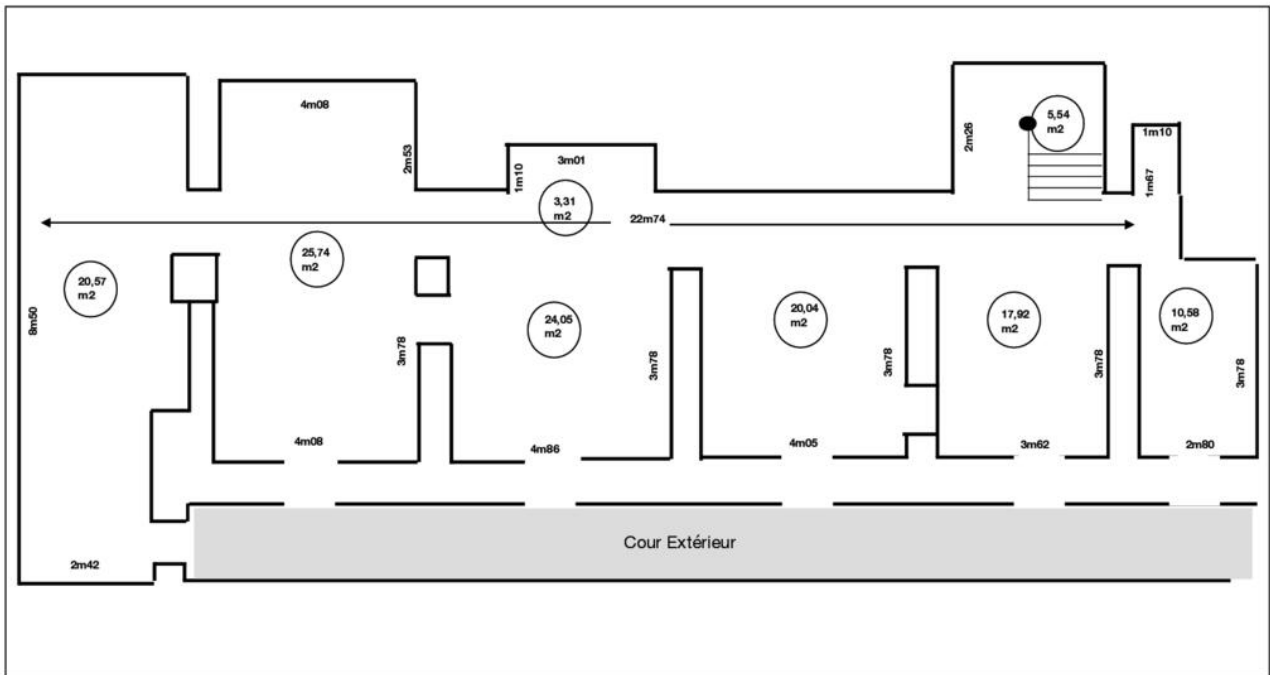 4m08
2m53
1m10
3m01
3,31
m2
2m26
5,54
m2
1m10
1m67
22m74
20,57
m2
8m50
25,74
m2
3m78
4m08
24,05
m2
3m78
4m86
20,04
m2
3m78
4m05
17,92
m2
3m78
3m62
10,58
m2
3m78
2m80
2m42
Cour Extérieur